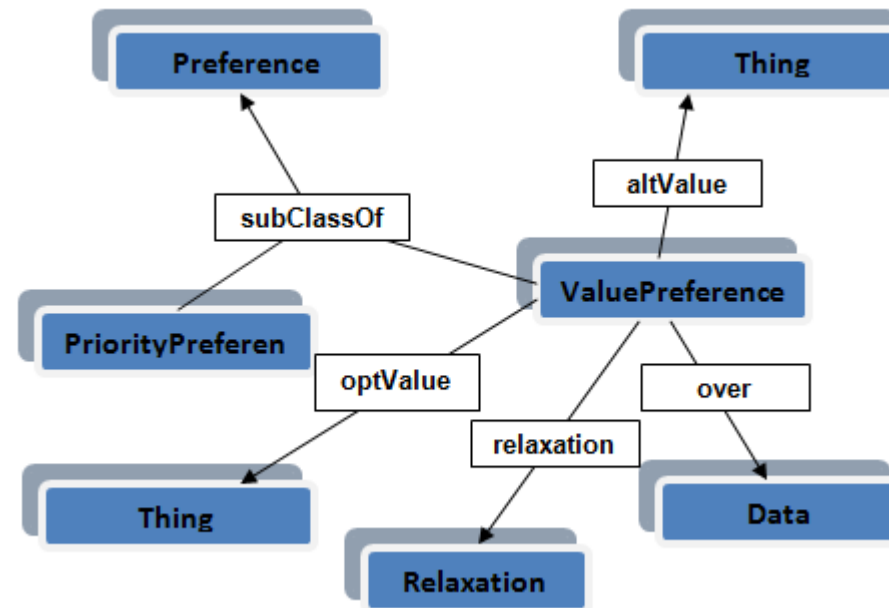 Preference
Thing
altValue
subClassOf
ValuePreference
PriorityPreferen
optValue
over
relaxation
Thing
Data
Relaxation